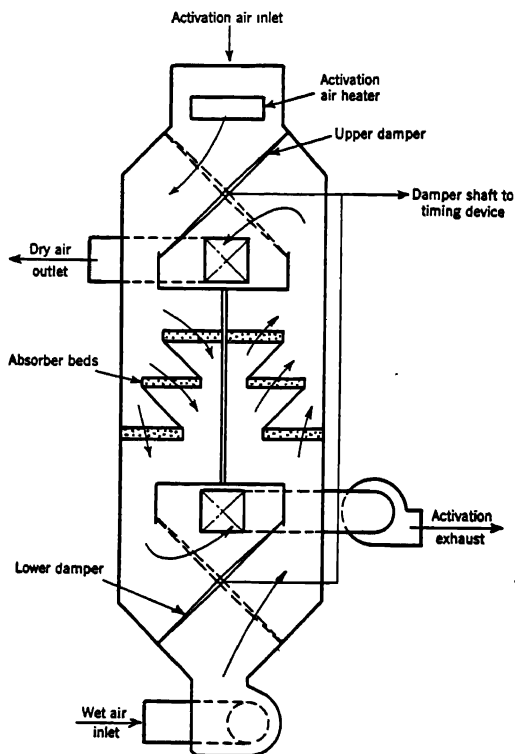 Activation air inlet
Activation
air heater
Upper damper
Damper shaft to
timing device
Dry air
outlet
Absorber beds
Activation
exhaust
Lower damper
Wet air
inlet